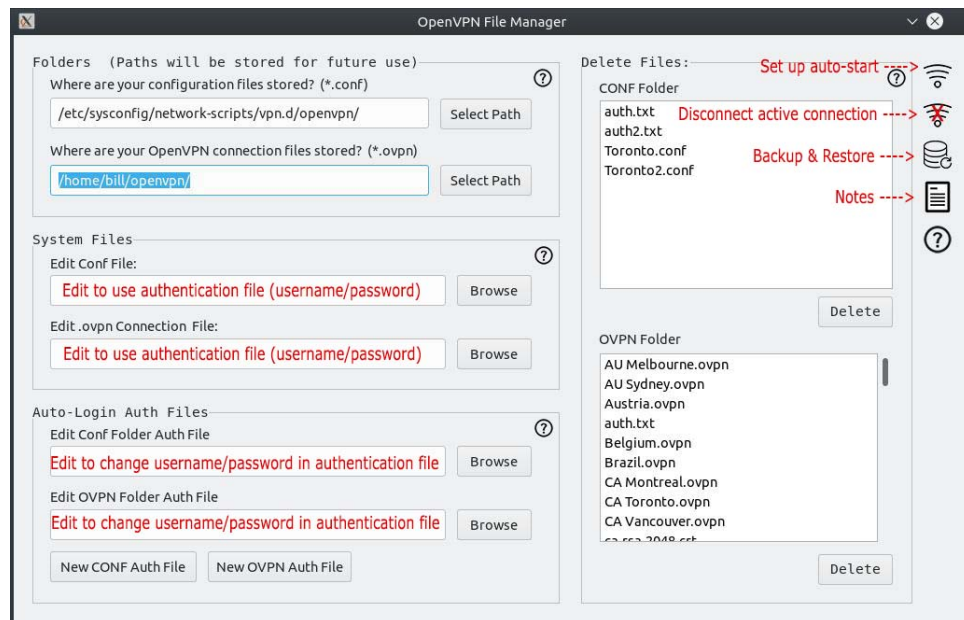 OpenVPN File Manager
Folders (Paths will be stored for future use)
Where are your configuration files stored? (*.conf)
/etc/sysconfig/network-scripts/vpn.d/openvpn/
Select Path
Where are your OpenVPN connection files stored? (*.ovpn)
/home/bill/openvpn/
Select Path
System Files
Edit Conf File:
Edit to use authentication file (username/password)
Browse
Edit .ovpn Connection File:
Edit to use authentication file (username/password)
Browse
Auto-Login Auth Files
Edit Conf Folder Auth File
Edit to change username/password in authentication file
Browse
Edit OVPN Folder Auth File
Edit to change username/password in authentication file
Browse
New CONF Auth File
New OVPN Auth File
Delete Files:
Set up auto-start ---->
CONF Folder
auth.txt
Disconnect active connection ---->
auth2.txt
Toronto.conf
Backup & Restore ---->
Toronto2.conf
Notes ---->
Delete
OVPN Folder
AU Melbourne.ovpn
AU Sydney.ovpn
Austria.ovpn
auth.txt
Belgium.ovpn
Brazil.ovpn
CA Montreal.ovpn
CA Toronto.ovpn
CA Vancouver.ovpn
ca.rsa.2048.crt
Delete